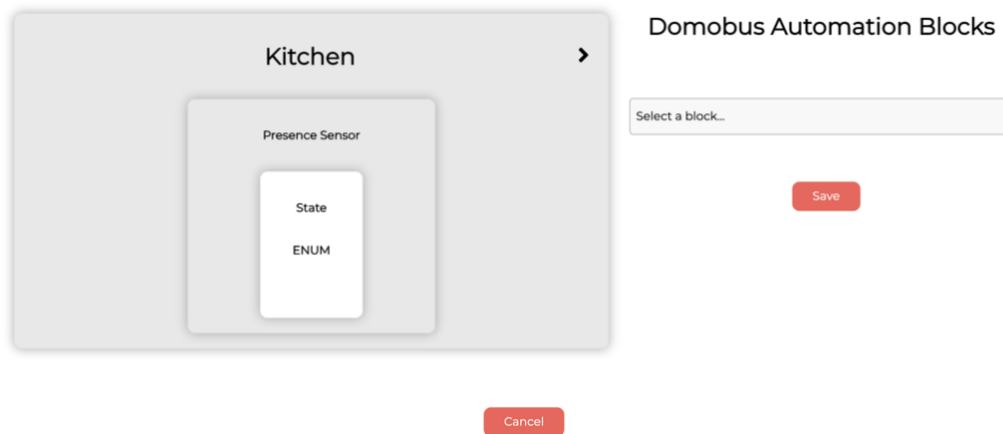 Kitchen
Presence Sensor
State
ENUM
Domobus Automation Blocks
Select a block...
Save
Cancel